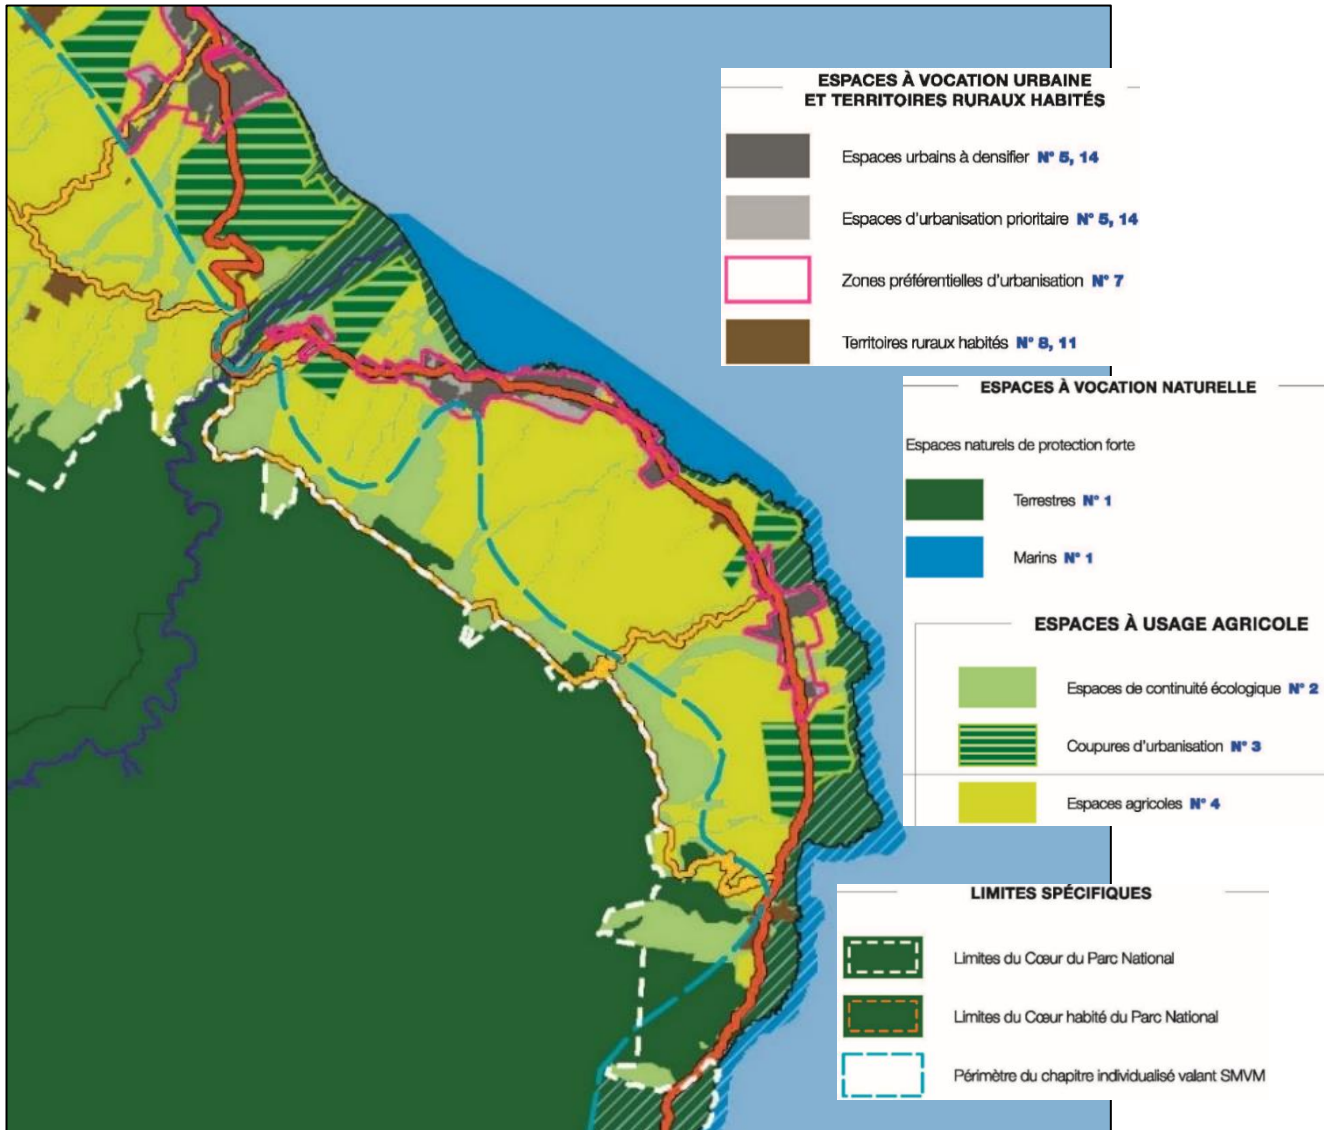 ESPACES À VOCATION URBAINE
ET TERRITOIRES RURAUX HABITÉS
Espaces urbains à densifier N° 5, 14
Espaces d'urbanisation prioritaire N° 5, 14
Zones préférentielles d'urbanisation N° 7
Territoires ruraux habités N° 8, 11
ESPACES À VOCATION NATURELLE
Espaces naturels de protection forte
Terrestres N° 1
Marins N° 1
ESPACES À USAGE AGRICOLE
Espaces de continuité écologique N° 2
Coupures d'urbanisation N° 3
Espaces agricoles N° 4
LIMITES SPÉCIFIQUES
Limites du Cœur du Parc National
Limites du Cœur habité du Parc National
Périmètre du chapitre individualisé valant SMVM